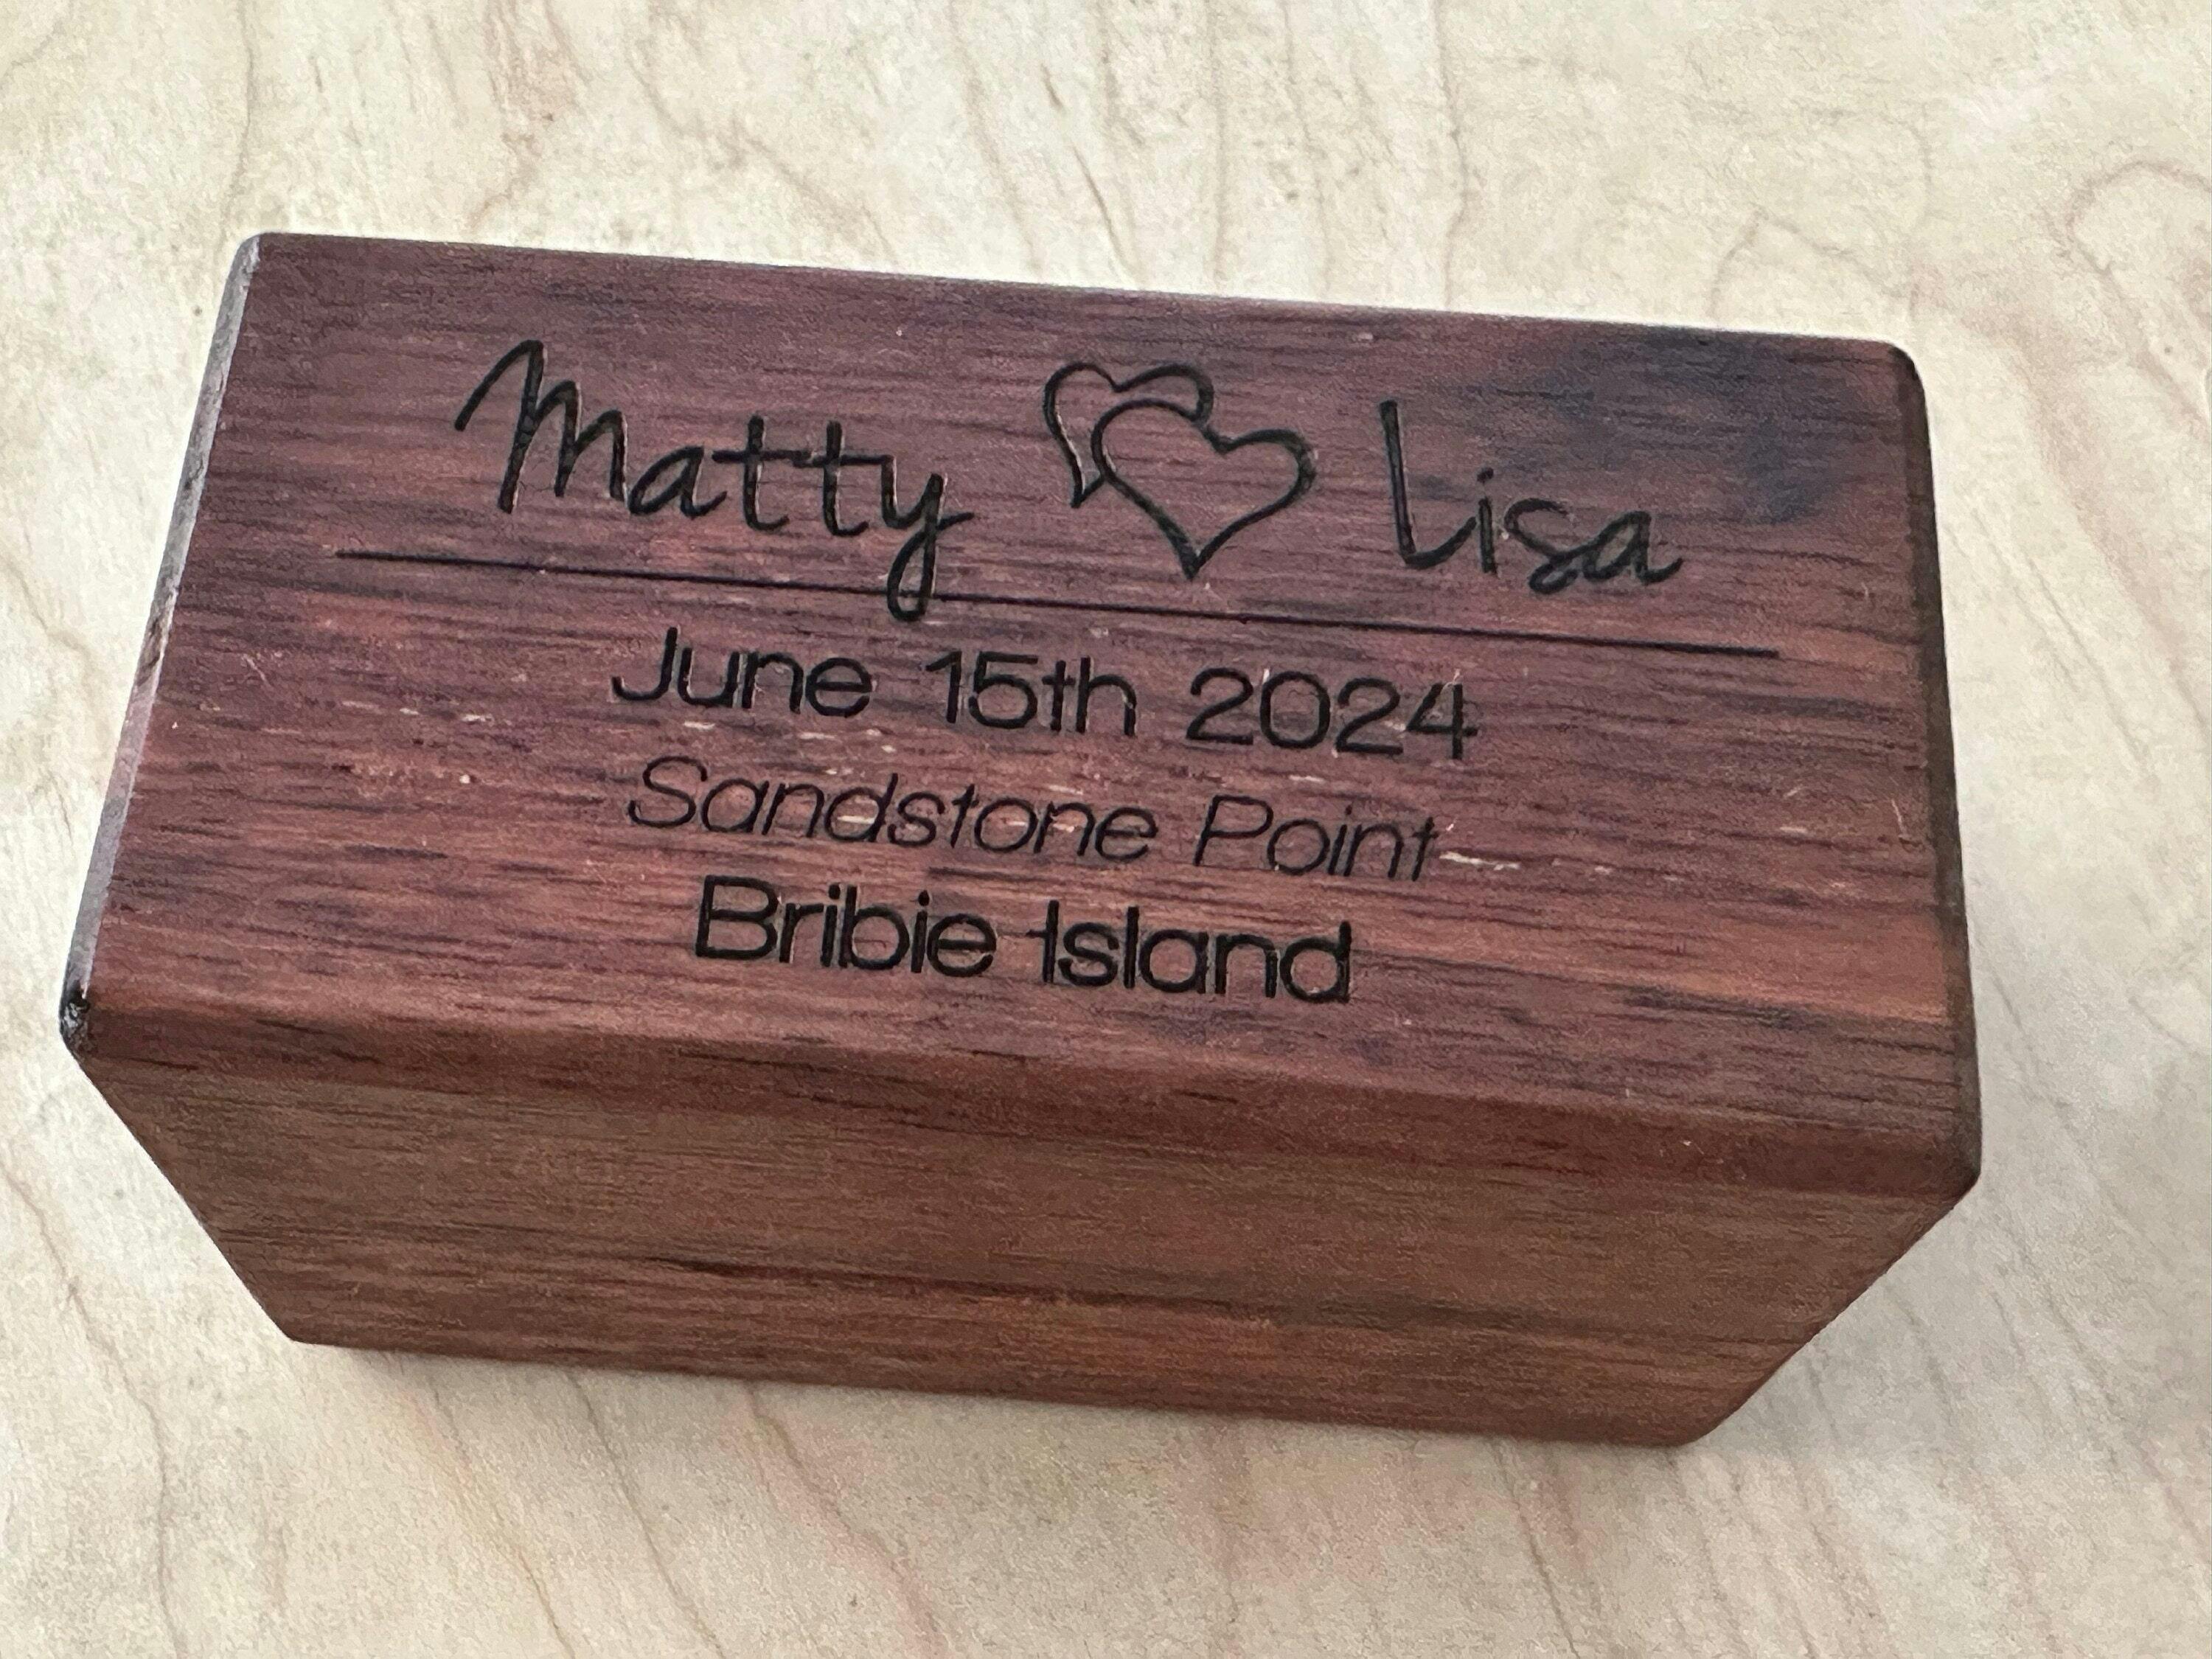 Matty Lisa
June 15th 2024
Sandstone Point
Bribie Island